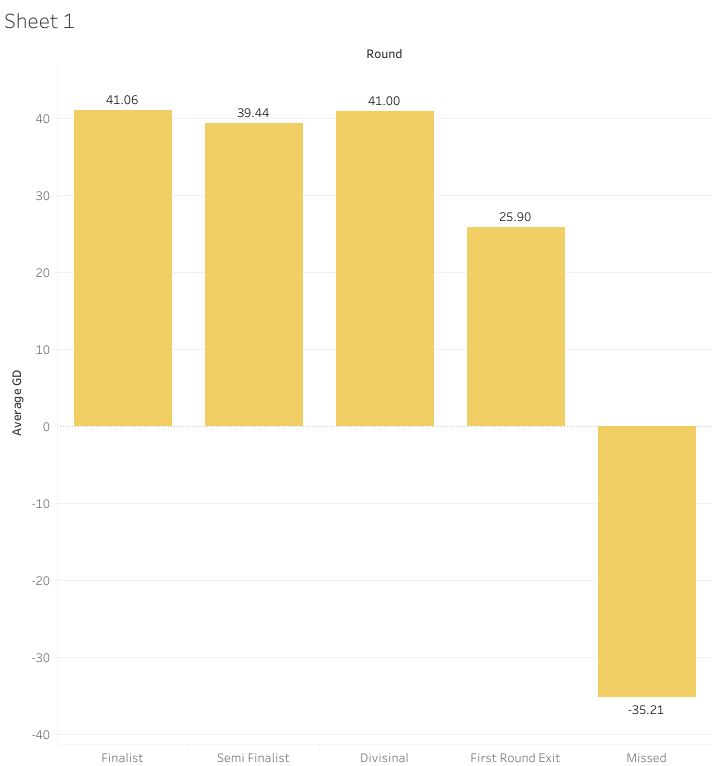 Sheet 1
Round
41.06
39.44
41.00
25.90
-35.21
40
30
20
10
0
-10
-20
-30
-40
Average GD
Finalist
Semi Finalist
Divisinal
First Round Exit
Missed